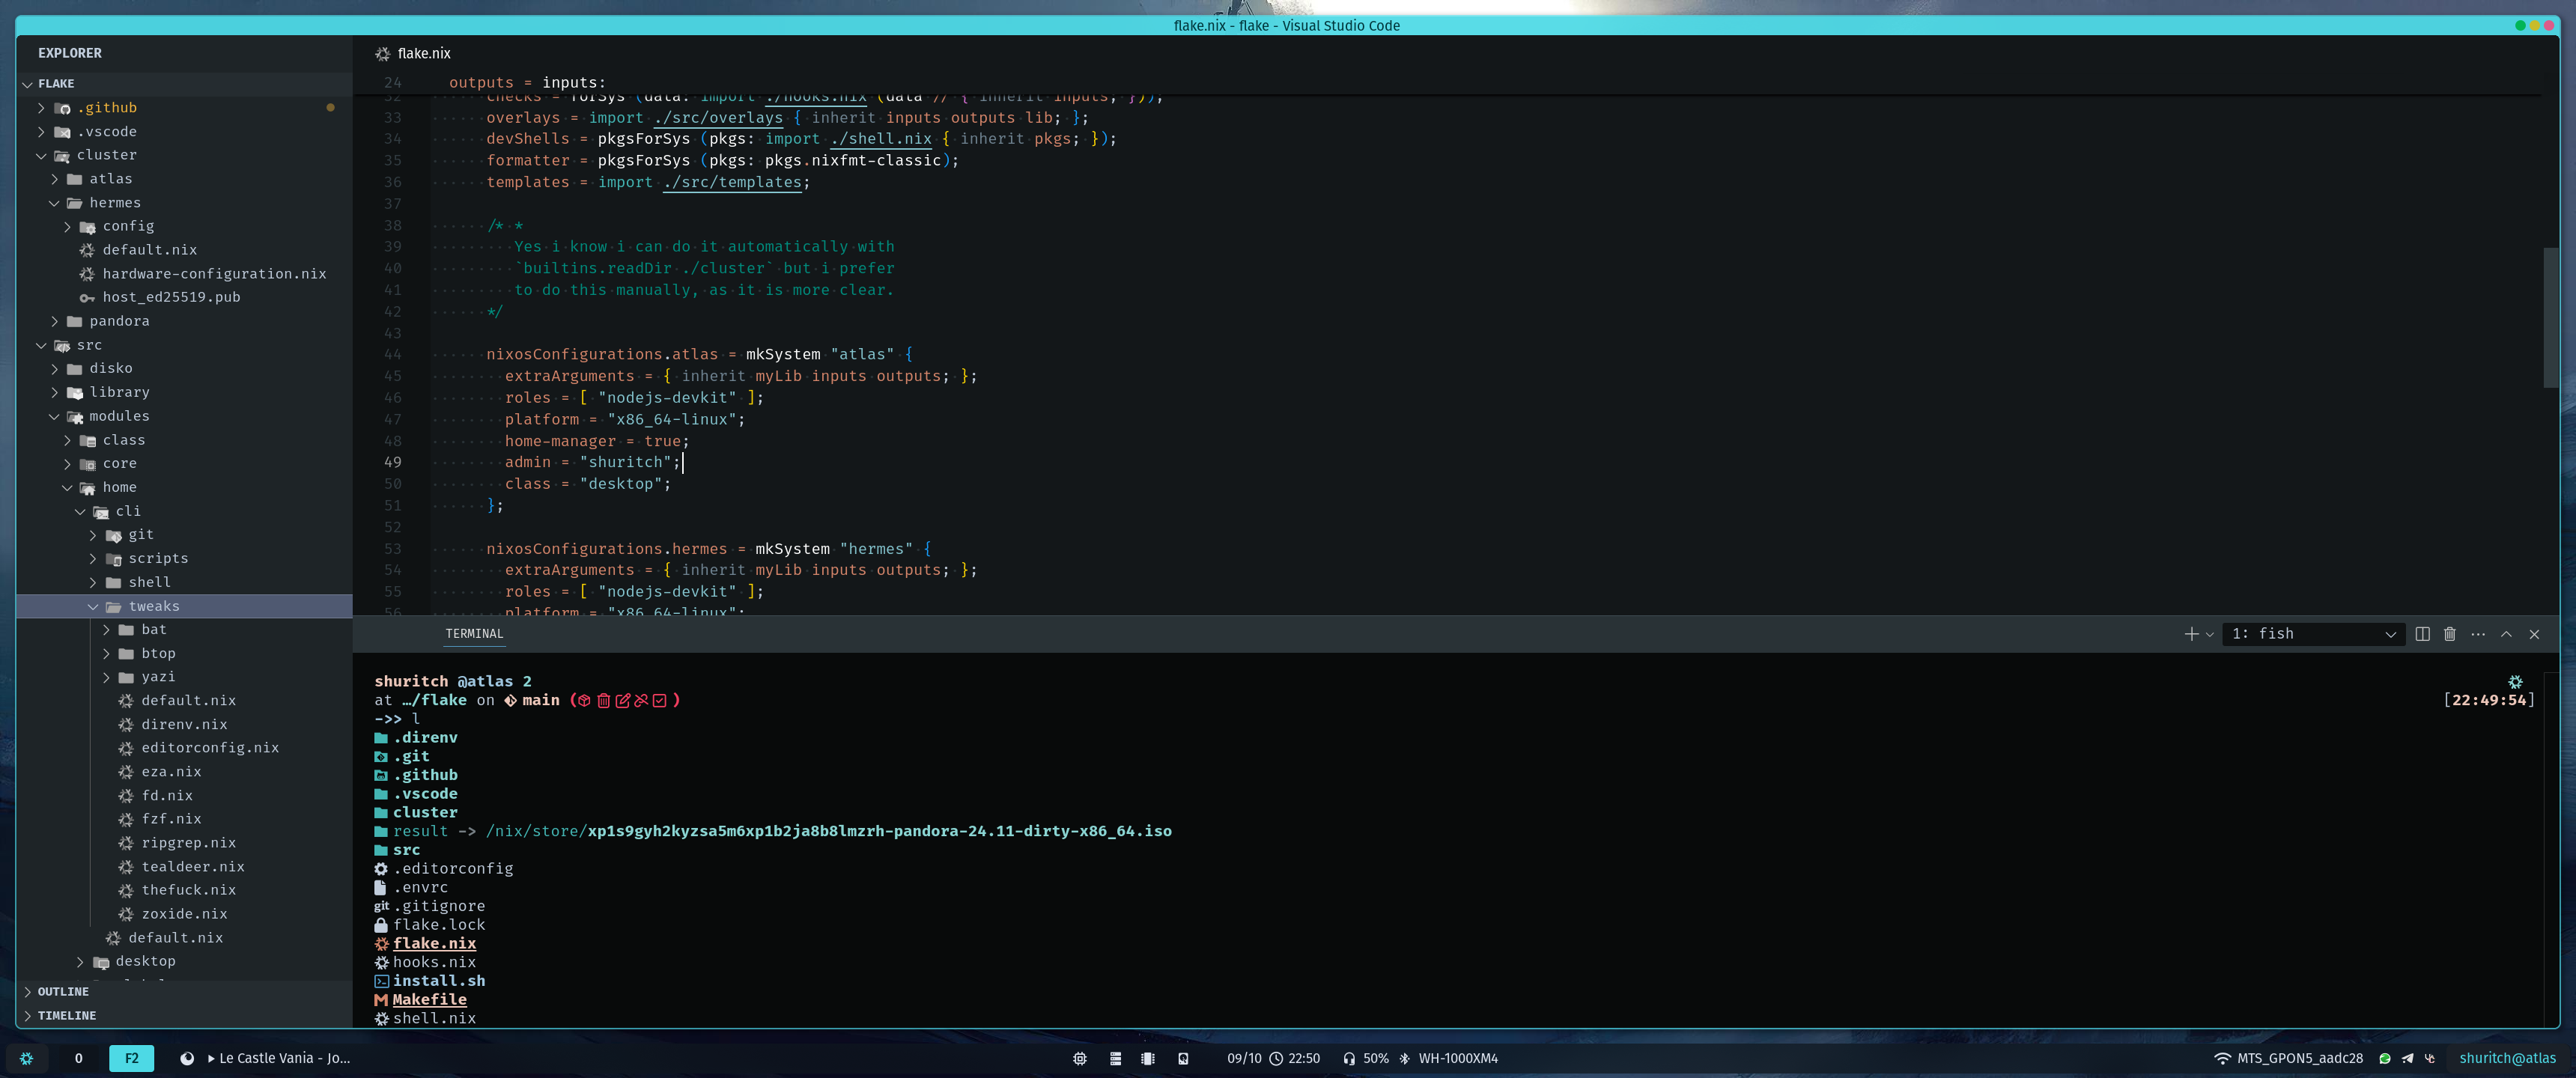 flake.nix - flake - Visual Studio Code
EXPLORER
FLAKE
.github
.vscode
cluster
atlas
hermes
config
default.nix
hardware-configuration.nix
host_ed25519.pub
pandora
src
disko
library
modules
class
core
home
cli
git
scripts
shell
tweaks
bat
btop
yazi
default.nix
direnv.nix
editorconfig.nix
eza.nix
fd.nix
fzf.nix
ripgrep.nix
tealdeer.nix
thefuck.nix
zoxide.nix
default.nix
desktop
OUTLINE
TIMELINE
flake.nix
24 outputs = inputs:
32 checks = forSys (data: import ./hooks.nix (data // { inherit inputs; }));
33 overlays = import ./src/overlays { inherit inputs outputs lib; };
34 devShells = pkgsForSys (pkgs: import ./shell.nix { inherit pkgs; });
35 formatter = pkgsForSys (pkgs: pkgs.nixfmt-classic);
36 templates = import ./src/templates;
37
38 /* *
39 Yes i know i can do it automatically with
40 `builtins.readDir ./cluster` but i prefer
41 to do this manually, as it is more clear.
42 */
43
44 nixosConfigurations.atlas = mkSystem "atlas" {
45 extraArguments = { inherit myLib inputs outputs; };
46 roles = [ "nodejs-devkit" ];
47 platform = "x86_64-linux";
48 home-manager = true;
49 admin = "shuritch";
50 class = "desktop";
51 };
52
53 nixosConfigurations.hermes = mkSystem "hermes" {
54 extraArguments = { inherit myLib inputs outputs; };
55 roles = [ "nodejs-devkit" ];
56 platform = "x86_64-linux";
TERMINAL
1: fish
shuritch @atlas 2
at …/flake on main ( )
[22:49:54]
->> l
.direnv
.git
.github
.vscode
cluster
result -> /nix/store/xp1s9gyh2kyzsa5m6xp1b2ja8b8lmzrh-pandora-24.11-dirty-x86_64.iso
src
.editorconfig
.envrc
git .gitignore
flake.lock
flake.nix
hooks.nix
install.sh
Makefile
shell.nix
0 F2 Le Castle Vania - Jo...
09/10 22:50 50% WH-1000XM4
MTS_GPON5_aadc28
shuritch@atlas